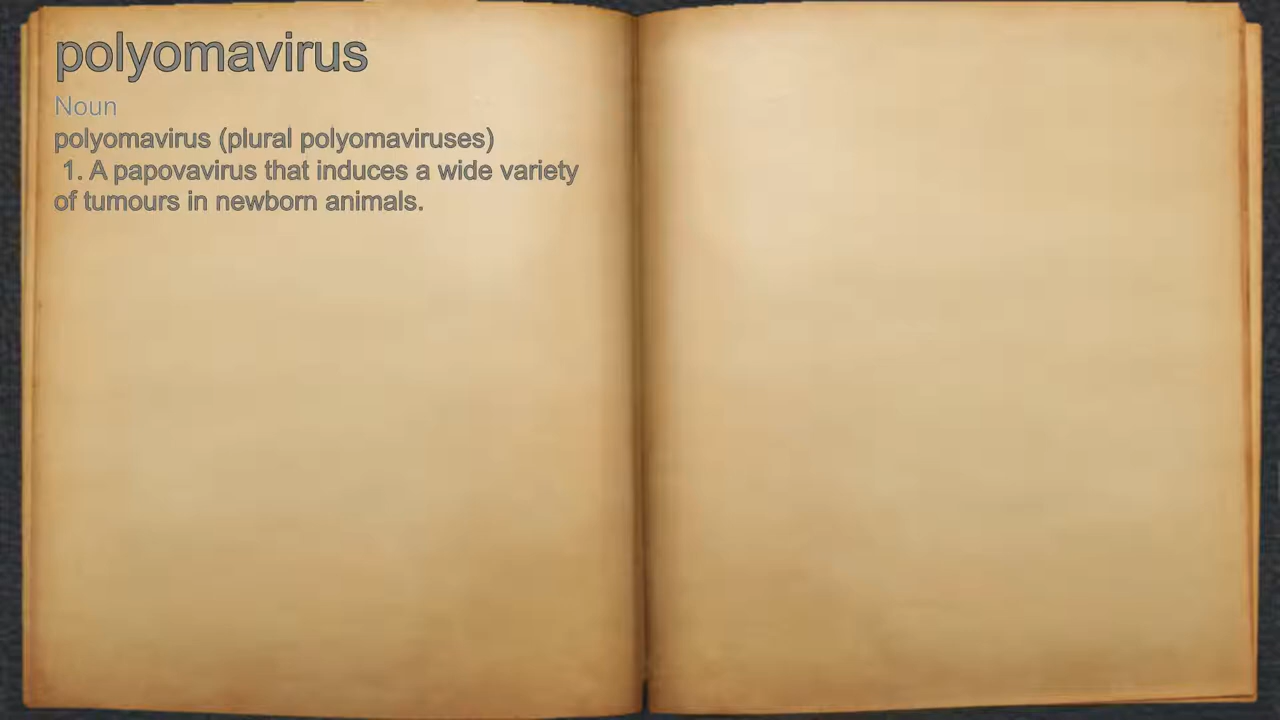 polyomavirus
Noun
polyomavirus (plural polyomaviruses)
1. A papovavirus that induces a wide variety
of tumours in newborn animals.